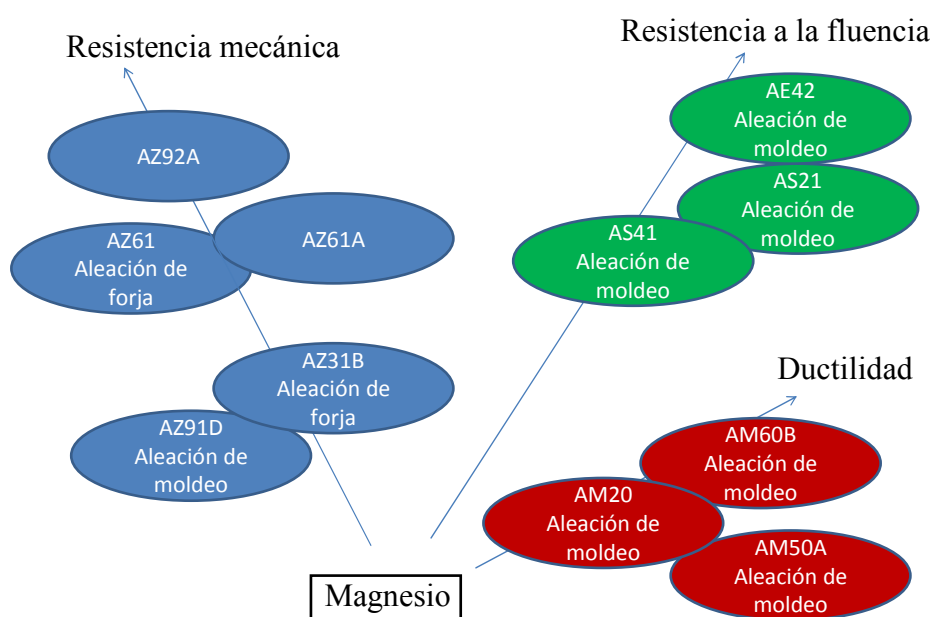 Resistencia mecánica
Resistencia a la fluencia
AZ92A
AZ61
Aleación de
forja
AZ61A
AZ31B
Aleación de
forja
AZ91D
Aleación de
moldeo
AE42
Aleación de
moldeo
AS21
Aleación de
moldeo
AS41
Aleación de
moldeo
Ductilidad
AM60B
Aleación de
moldeo
AM20
Aleación de
moldeo
AM50A
Aleación de
moldeo
Magnesio